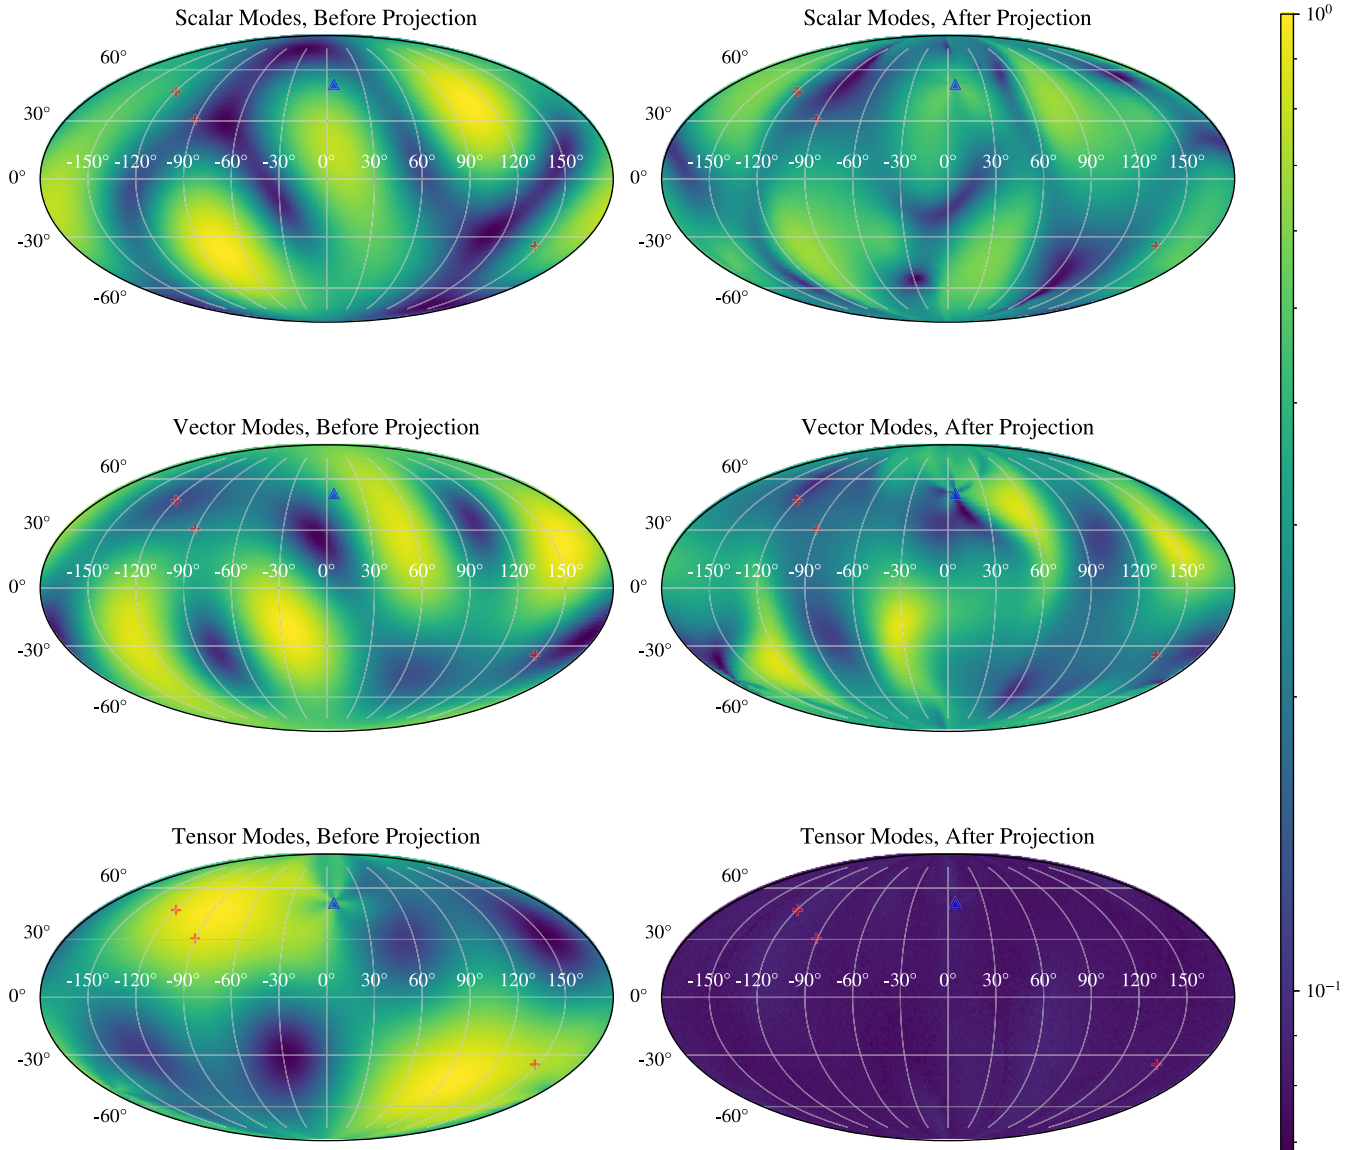 Scalar Modes, Before Projection
60°
30°
-150° -120° -90° -60° -30° 0° 30° 60° 90° 120° 150°
0°
-30°
-60°
Scalar Modes, After Projection
60°
30°
-150° -120° -90° -60° -30° 0° 30° 60° 90° 120° 150°
0°
-30°
-60°
Vector Modes, Before Projection
60°
30°
-150° -120° -90° -60° -30° 0° 30° 60° 90° 120° 150°
0°
-30°
-60°
Vector Modes, After Projection
60°
30°
-150° -120° -90° -60° -30° 0° 30° 60° 90° 120° 150°
0°
-30°
-60°
Tensor Modes, Before Projection
60°
30°
-150° -120° -90° -60° -30° 0° 30° 60° 90° 120° 150°
0°
-30°
-60°
Tensor Modes, After Projection
60°
30°
-150° -120° -90° -60° -30° 0° 30° 60° 90° 120° 150°
0°
-30°
-60°
10⁰
10⁻¹